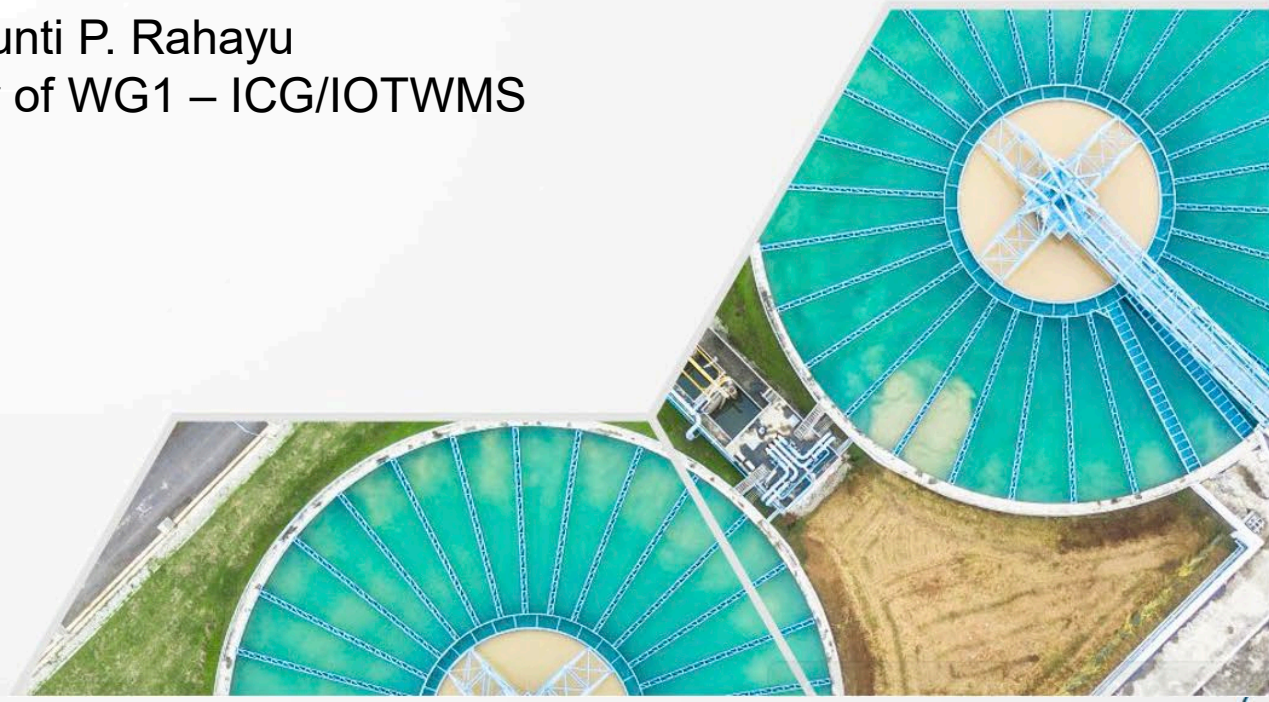 unti P. Rahayu
of WG1 – ICG/IOTWMS